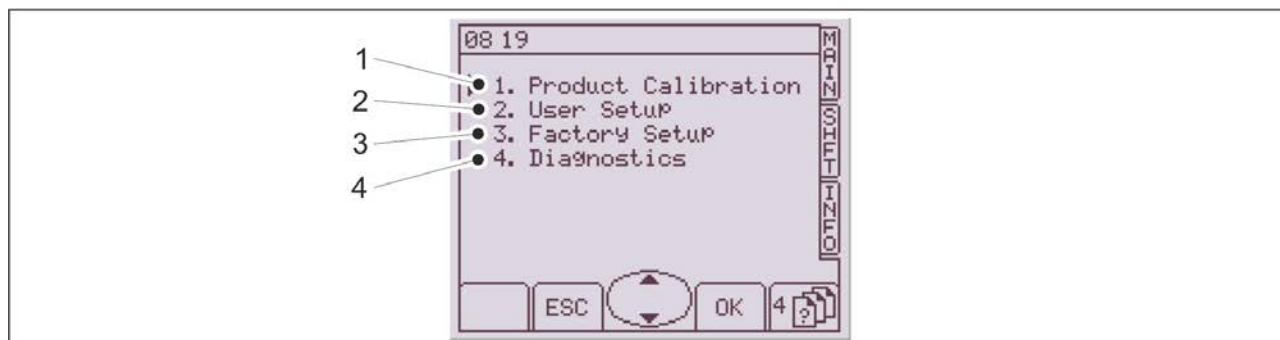 08 19
1. Product Calibration
2. User Setup
3. Factory Setup
4. Diagnostics
1
2
3
4
MAIN
SHFT
INFO
ESC
OK
4
?